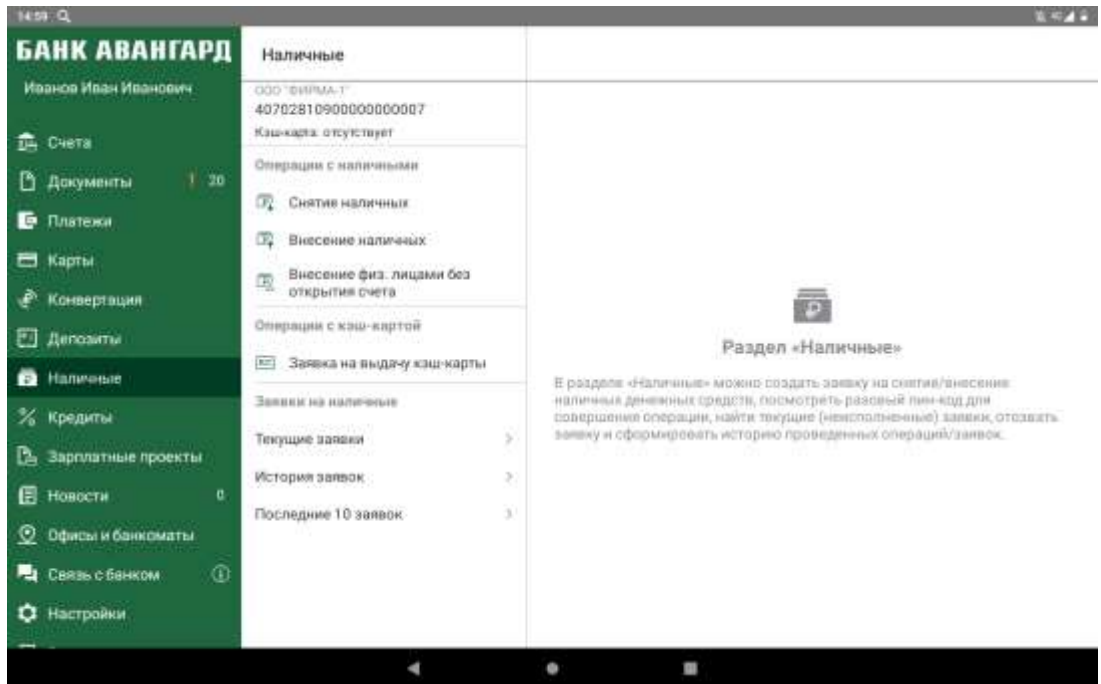 14:59
БАНК АВАНГАРД
Иванов Иван Иванович
Счета
Документы ! 20
Платежи
Карты
Конвертация
Депозиты
Наличные
Кредиты
Зарплатные проекты
Новости 0
Офисы и банкоматы
Связь с банком
Настройки
Наличные
ООО "ФИРМА-1"
40702810900000000007
Кэш-карта: отсутствует
Операции с наличными
Снятие наличных
Внесение наличных
Внесение физ. лицами без
открытия счета
Операции с кэш-картой
Заявка на выдачу кэш-карты
Заявки на наличные
Текущие заявки
История заявок
Последние 10 заявок
Раздел «Наличные»
В разделе «Наличные» можно создать заявку на снятие/внесение
наличных денежных средств, посмотреть разовый пин-код для
совершения операции, найти текущие (неисполненные) заявки, отозвать
заявку и сформировать историю проведенных операций/заявок.